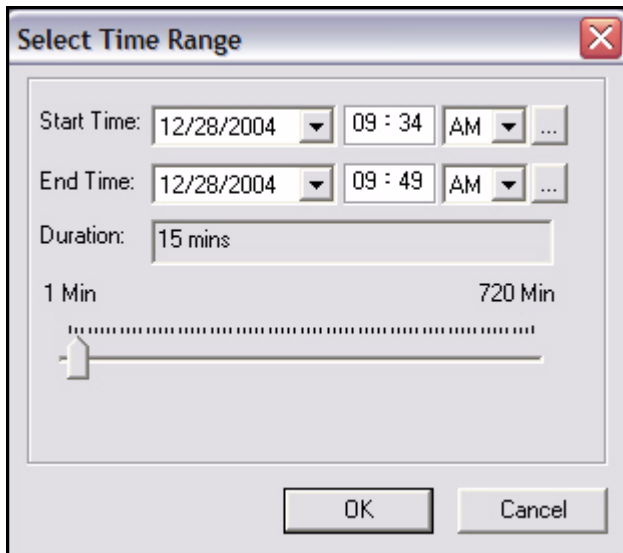 Select Time Range
Start Time: 12/28/2004 09 : 34 AM ...
End Time: 12/28/2004 09 : 49 AM ...
Duration: 15 mins
1 Min 720 Min
OK Cancel